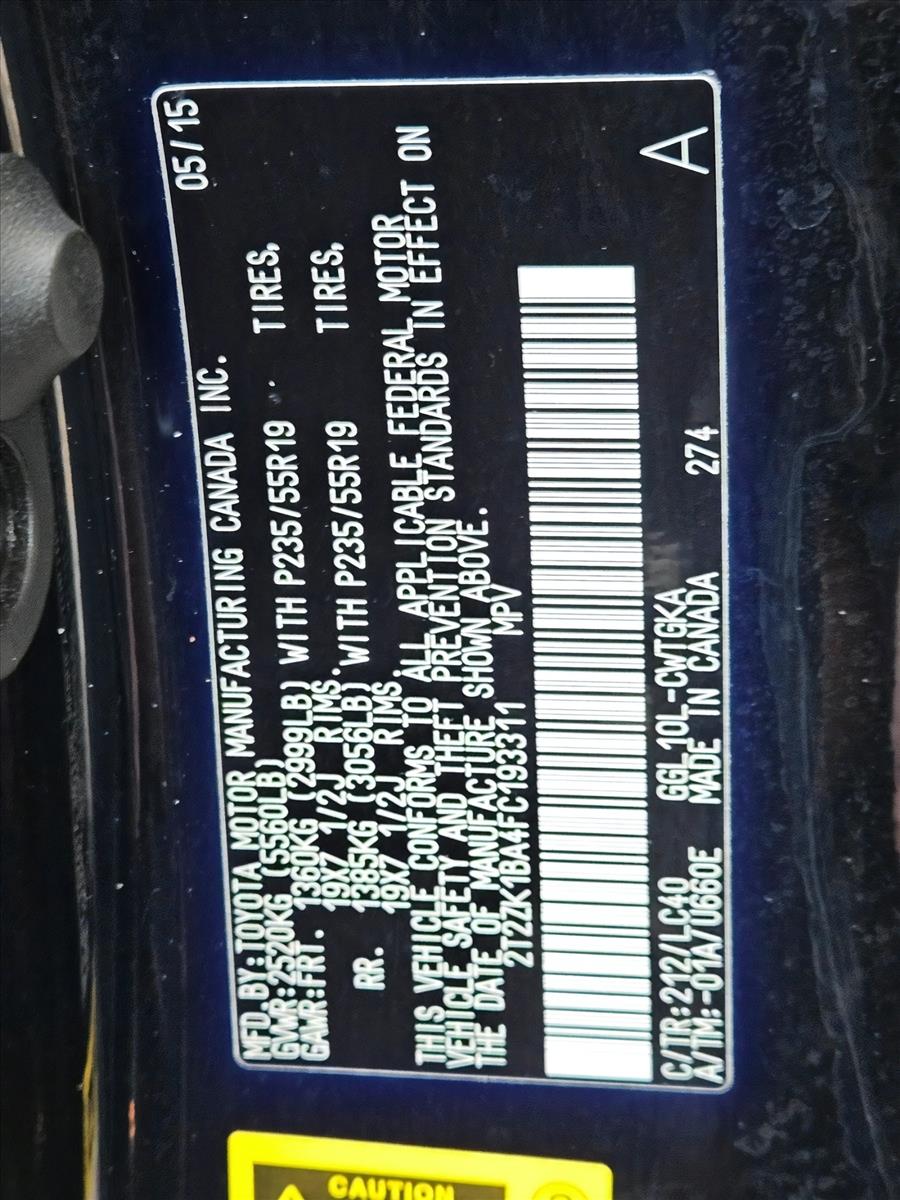 MFD.BY:TOYOTA MOTOR MANUFACTURING CANADA INC. 05/15
GVWR:2520KG (5560LB)
GAWR:FRT. 1360KG (2999LB) WITH P235/55R19 TIRES,
19X7 1/2J RIMS.
RR. 1385KG (3056LB) WITH P235/55R19 TIRES,
19X7 1/2J RIMS.
THIS VEHICLE CONFORMS TO ALL APPLICABLE FEDERAL MOTOR
VEHICLE SAFETY AND THEFT PREVENTION STANDARDS IN EFFECT ON
THE DATE OF MANUFACTURE SHOWN ABOVE.
2T2ZK1BA4FC193311 MPV
C/TR:212/LC40 GGL10L-CWTGKA
A/TM:-01A/U660E MADE IN CANADA 274 A
CAUTION